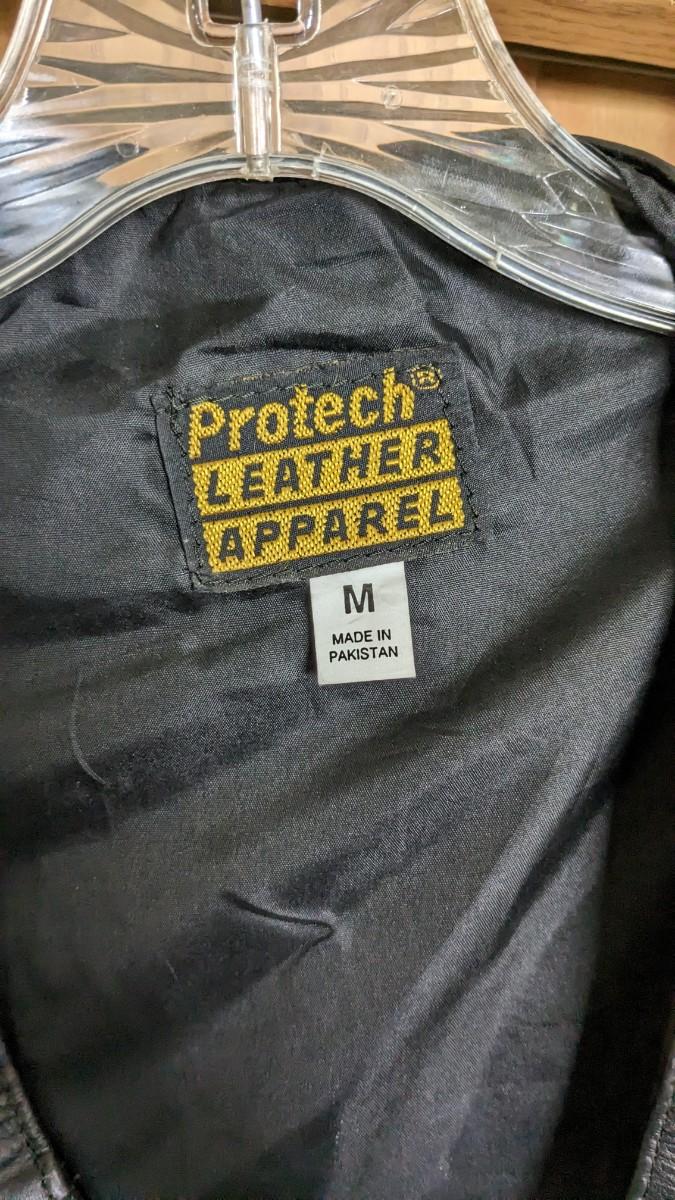 Protech®
LEATHER
APPAREL
M
MADE IN
PAKISTAN